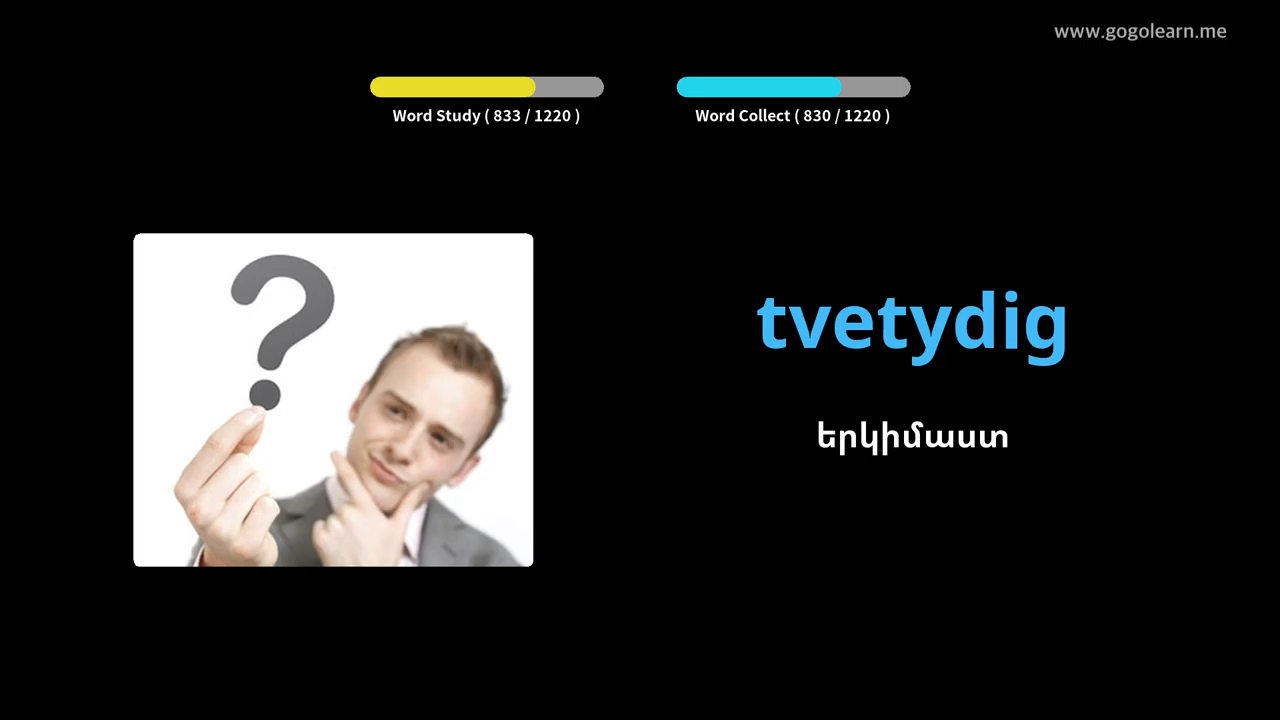 www.gogolearn.me
Word Study ( 833 / 1220 )
Word Collect ( 830 / 1220 )
?
tvetydig
երկիմաստ